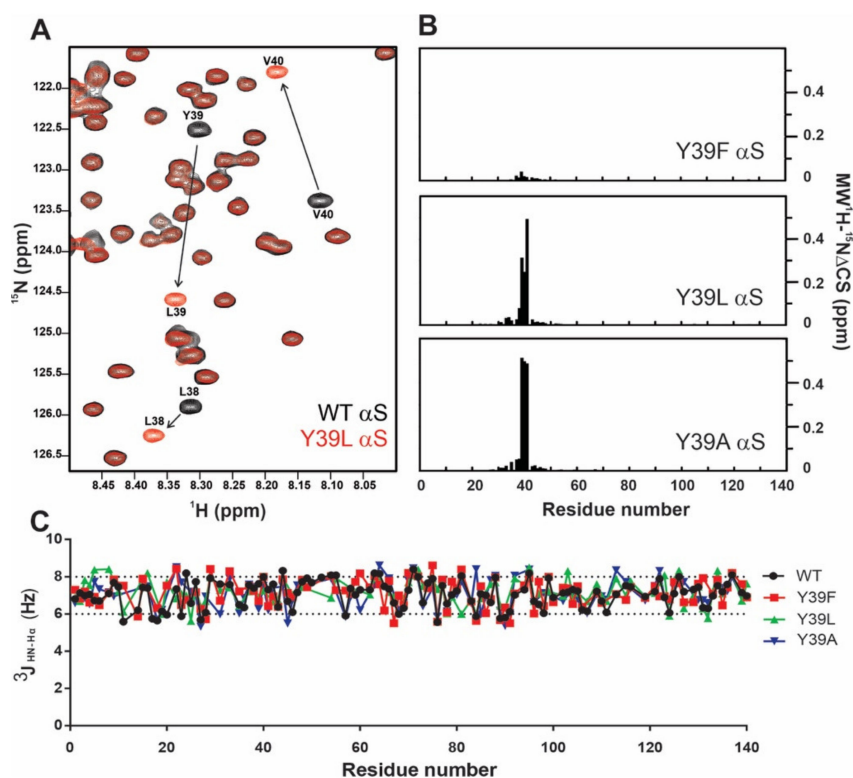 A
V40
Y39
V40
L39
L38
L38
WT αS
Y39L αS
122.0
122.5
123.0
123.5
124.0
124.5
125.0
125.5
126.0
126.5
¹⁵N (ppm)
8.45 8.40 8.35 8.30 8.25 8.20 8.15 8.10 8.05
¹H (ppm)
B
Y39F αS
Y39L αS
Y39A αS
0.4
0.2
0
0.4
0.2
0
0.4
0.2
0
MW¹H-¹⁵NΔCS (ppm)
0 20 40 60 80 100 120 140
Residue number
C
10
8
6
4
2
0
³J HN-Hα (Hz)
0 20 40 60 80 100 120 140
Residue number
WT
Y39F
Y39L
Y39A